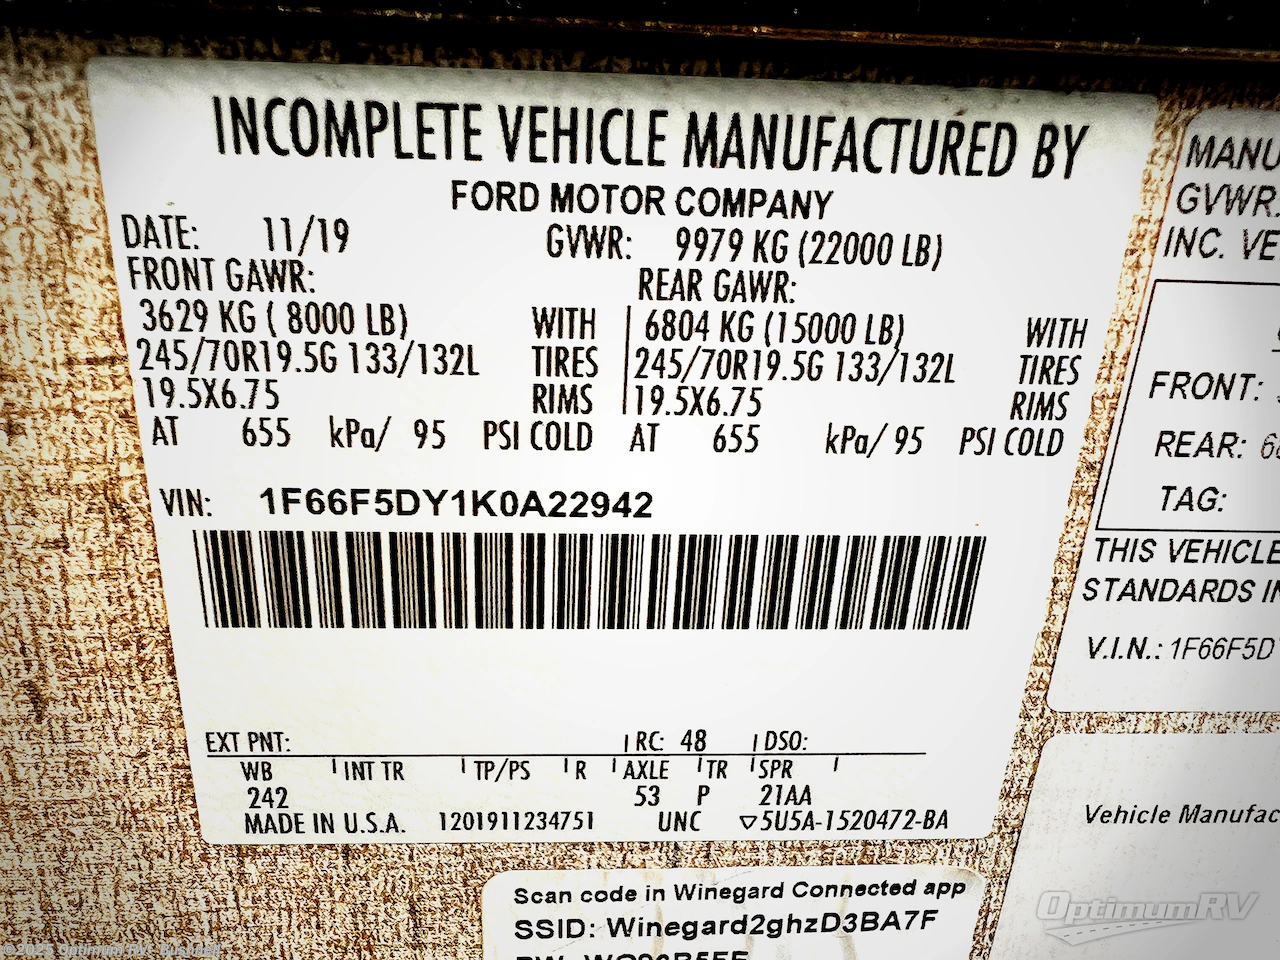 INCOMPLETE VEHICLE MANUFACTURED BY
FORD MOTOR COMPANY
DATE: 11/19 GVWR: 9979 KG (22000 LB)
FRONT GAWR: REAR GAWR:
3629 KG ( 8000 LB) WITH 6804 KG (15000 LB) WITH
245/70R19.5G 133/132L TIRES 245/70R19.5G 133/132L TIRES
19.5X6.75 RIMS 19.5X6.75 RIMS
AT 655 kPa/ 95 PSI COLD AT 655 kPa/ 95 PSI COLD
VIN: 1F66F5DY1K0A22942
EXT PNT: RC: 48 DSO:
WB INT TR TP/PS R AXLE TR SPR
242 53 P 21AA
MADE IN U.S.A. 1201911234751 UNC ▽5U5A-1520472-BA
MANU
GVWR:
INC. VE
FRONT:
REAR: 68
TAG:
THIS VEHICLE
STANDARDS IN
V.I.N.: 1F66F5D
Vehicle Manufac
Scan code in Winegard Connected app
SSID: Winegard2ghzD3BA7F
OptimumRV
©2025 Optimum RV - Bushnell